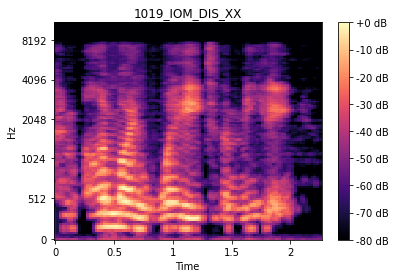 1019_IOM_DIS_XX
8192
4096
2048
1024
512
0
Hz
0
0.5
1
1.5
2
Time
+0 dB
-10 dB
-20 dB
-30 dB
-40 dB
-50 dB
-60 dB
-70 dB
-80 dB